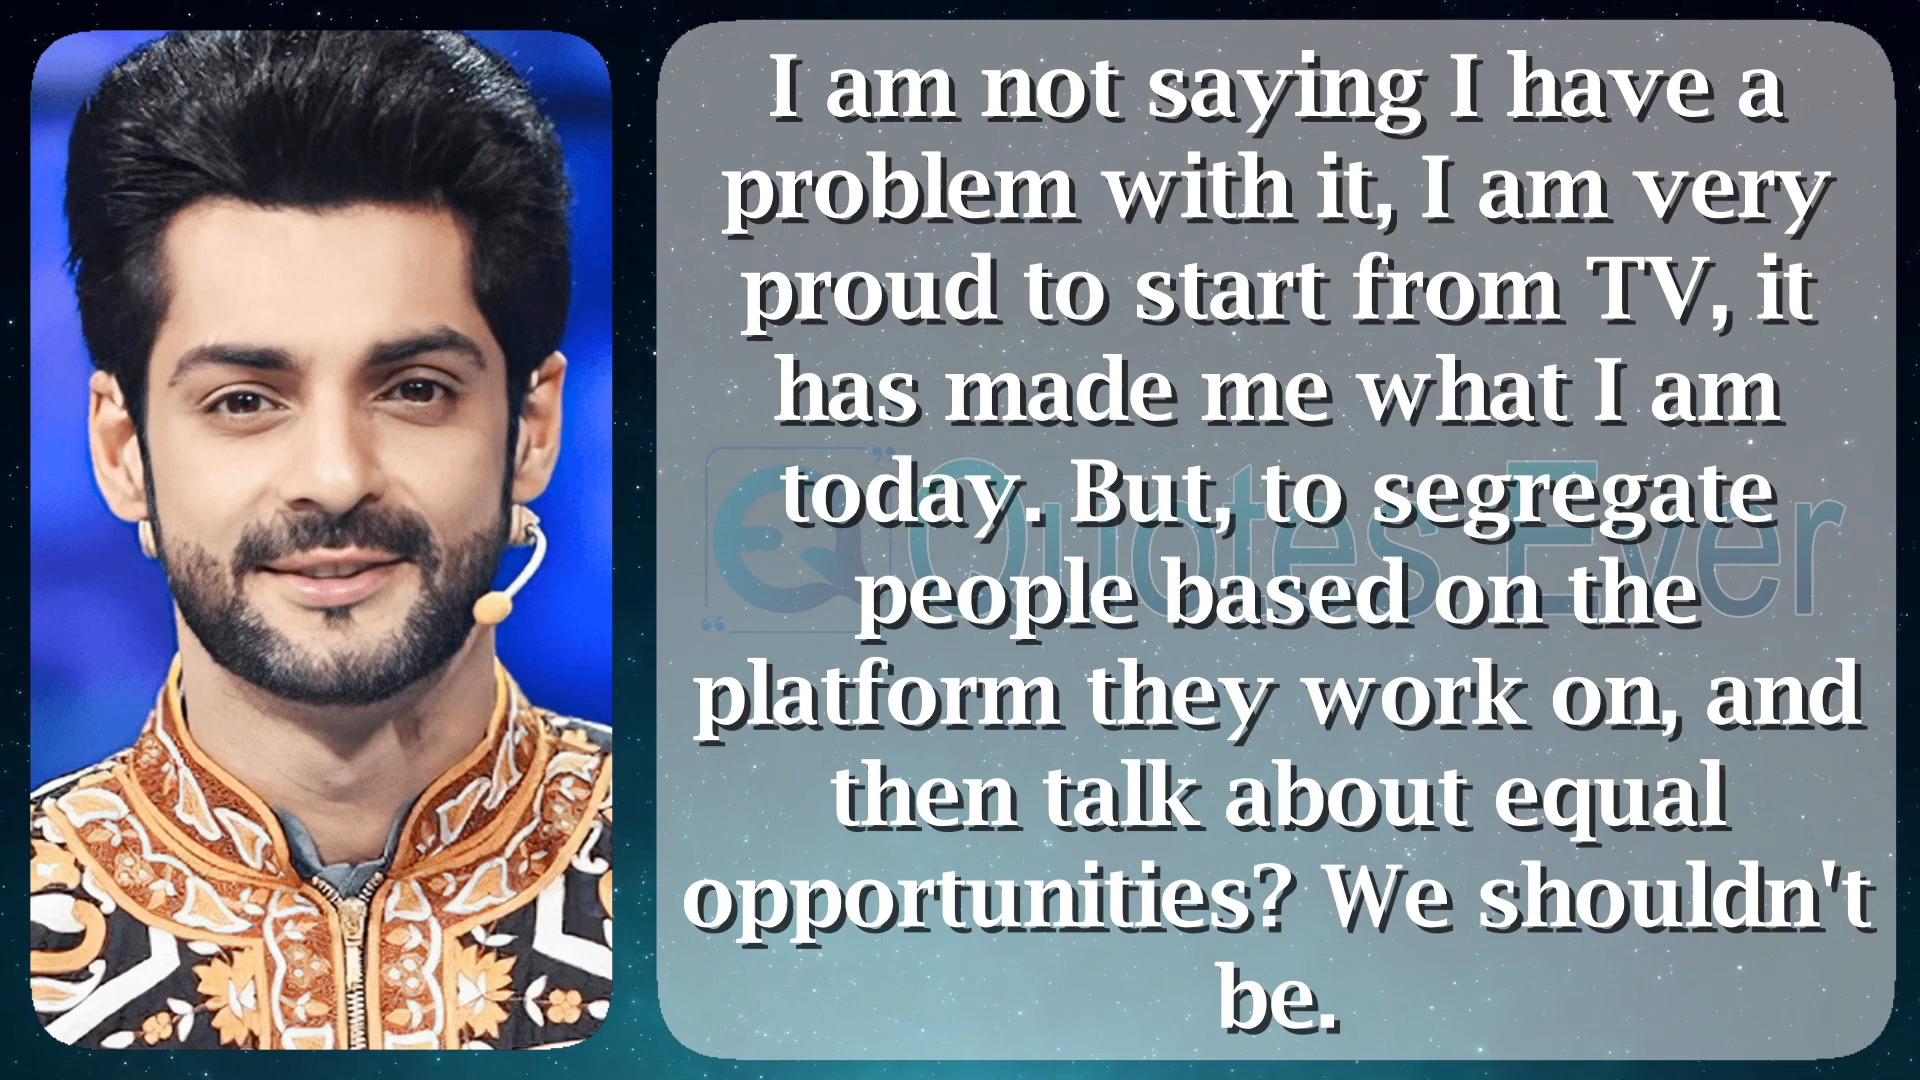 I am not saying I have a
problem with it, I am very
proud to start from TV, it
has made me what I am
today. But, to segregate
people based on the
platform they work on, and
then talk about equal
opportunities? We shouldn't
be.
Quotes Ever